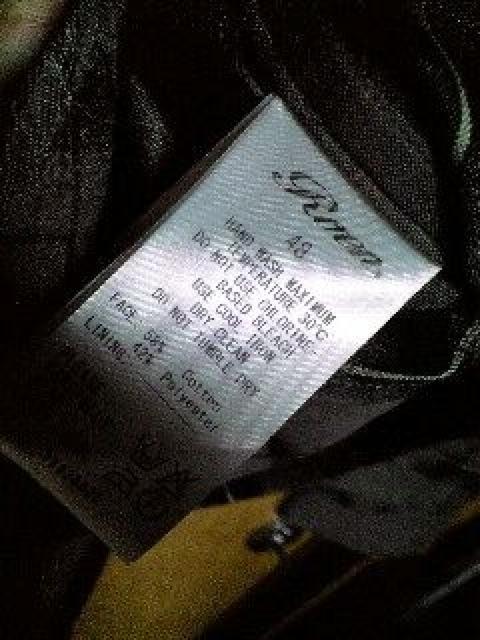 48
HAND WASH MAXIMUM
TEMPERATURE 30°C
DO NOT USE CHLORINE-
BASED BLEACH
USE COOL IRON
DRY CLEAN
DO NOT TUMBLE DRY
FACE. 58% Cotton
LINING. 42% Polyester